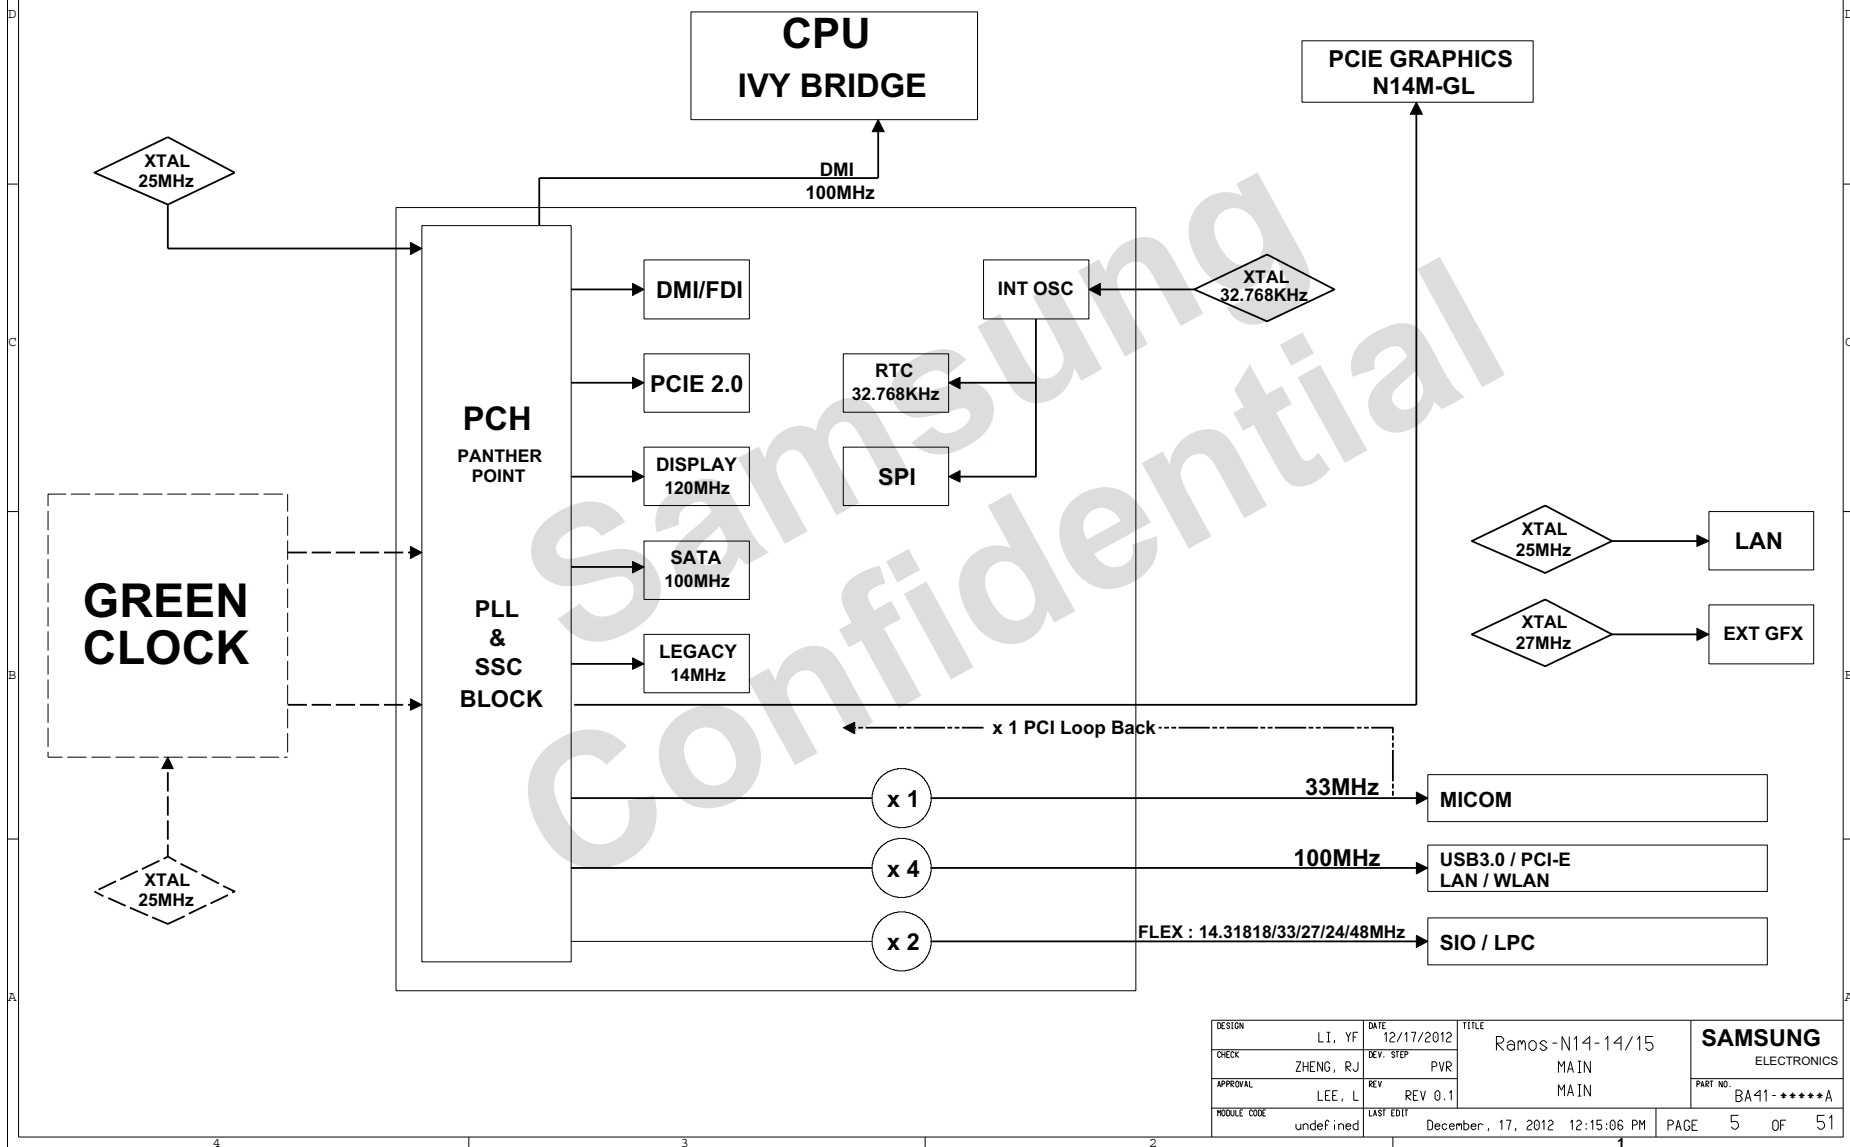 D
D
CPU
IVY BRIDGE
PCIE GRAPHICS
N14M-GL
XTAL
25MHz
DMI
100MHz
DMI/FDI
INT OSC
XTAL
32.768KHz
C
C
PCIE 2.0
RTC
32.768KHz
PCH
PANTHER
POINT
DISPLAY
120MHz
SPI
Samsung
Confidential
XTAL
25MHz
LAN
SATA
100MHz
GREEN
CLOCK
PLL
&
SSC
BLOCK
XTAL
27MHz
EXT GFX
LEGACY
14MHz
B
B
x 1 PCI Loop Back
x 1
33MHz
MICOM
x 4
100MHz
USB3.0 / PCI-E
LAN / WLAN
XTAL
25MHz
x 2
FLEX : 14.31818/33/27/24/48MHz
SIO / LPC
A
A
DESIGN
LI, YF
DATE
12/17/2012
TITLE
Ramos-N14-14/15
MAIN
MAIN
SAMSUNG
ELECTRONICS
CHECK
ZHENG, RJ
DEV. STEP
PVR
APPROVAL
LEE, L
REV
REV 0.1
PART NO.
BA41-*****A
MODULE CODE
undefined
LAST EDIT
December, 17, 2012 12:15:06 PM
PAGE 5 OF 51
4 3 2 1